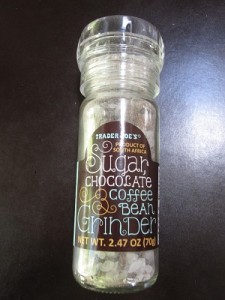 TRADER JOE'S®
PRODUCT OF
SOUTH AFRICA
Sugar,
CHOCOLATE
& COFFEE
BEAN
Grinder
NET WT. 2.47 OZ (70g)